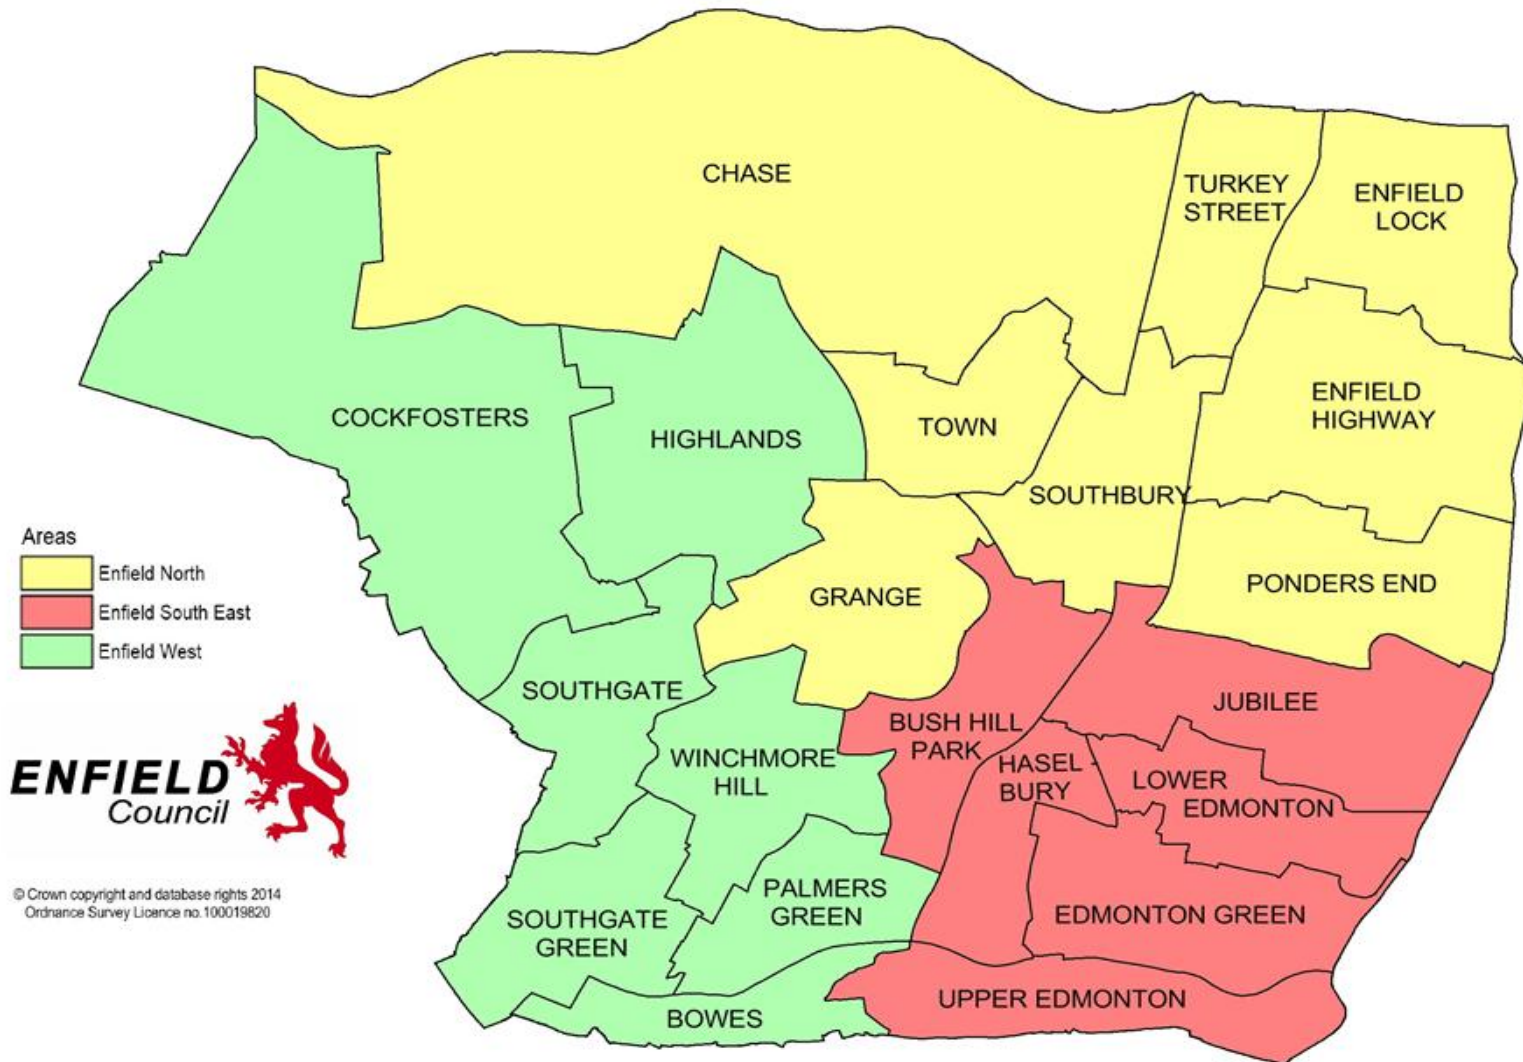 CHASE
TURKEY
STREET
ENFIELD
LOCK
COCKFOSTERS
HIGHLANDS
TOWN
ENFIELD
HIGHWAY
SOUTHBURY
GRANGE
PONDERS END
Areas
Enfield North
Enfield South East
Enfield West
SOUTHGATE
BUSH HILL
PARK
JUBILEE
WINCHMORE
HILL
HASEL-
BURY
LOWER
EDMONTON
ENFIELD
Council
PALMERS
GREEN
SOUTHGATE
GREEN
EDMONTON GREEN
UPPER EDMONTON
BOWES
© Crown copyright and database rights 2014
Ordnance Survey Licence no.100019820